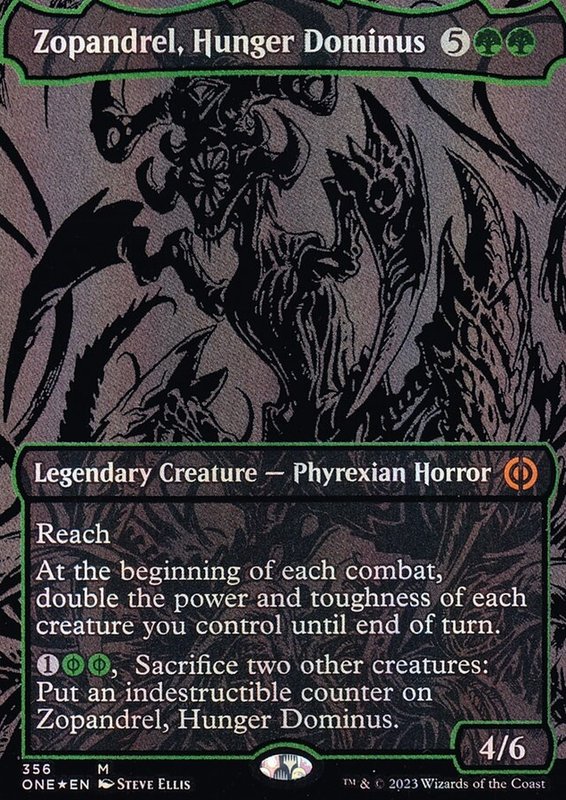 Zopandrel, Hunger Dominus 5
Legendary Creature — Phyrexian Horror
Reach
At the beginning of each combat,
double the power and toughness of each
creature you control until end of turn.
1, Sacrifice two other creatures:
Put an indestructible counter on
Zopandrel, Hunger Dominus.
4/6
356 M
ONE★EN Steve Ellis
™ & © 2023 Wizards of the Coast